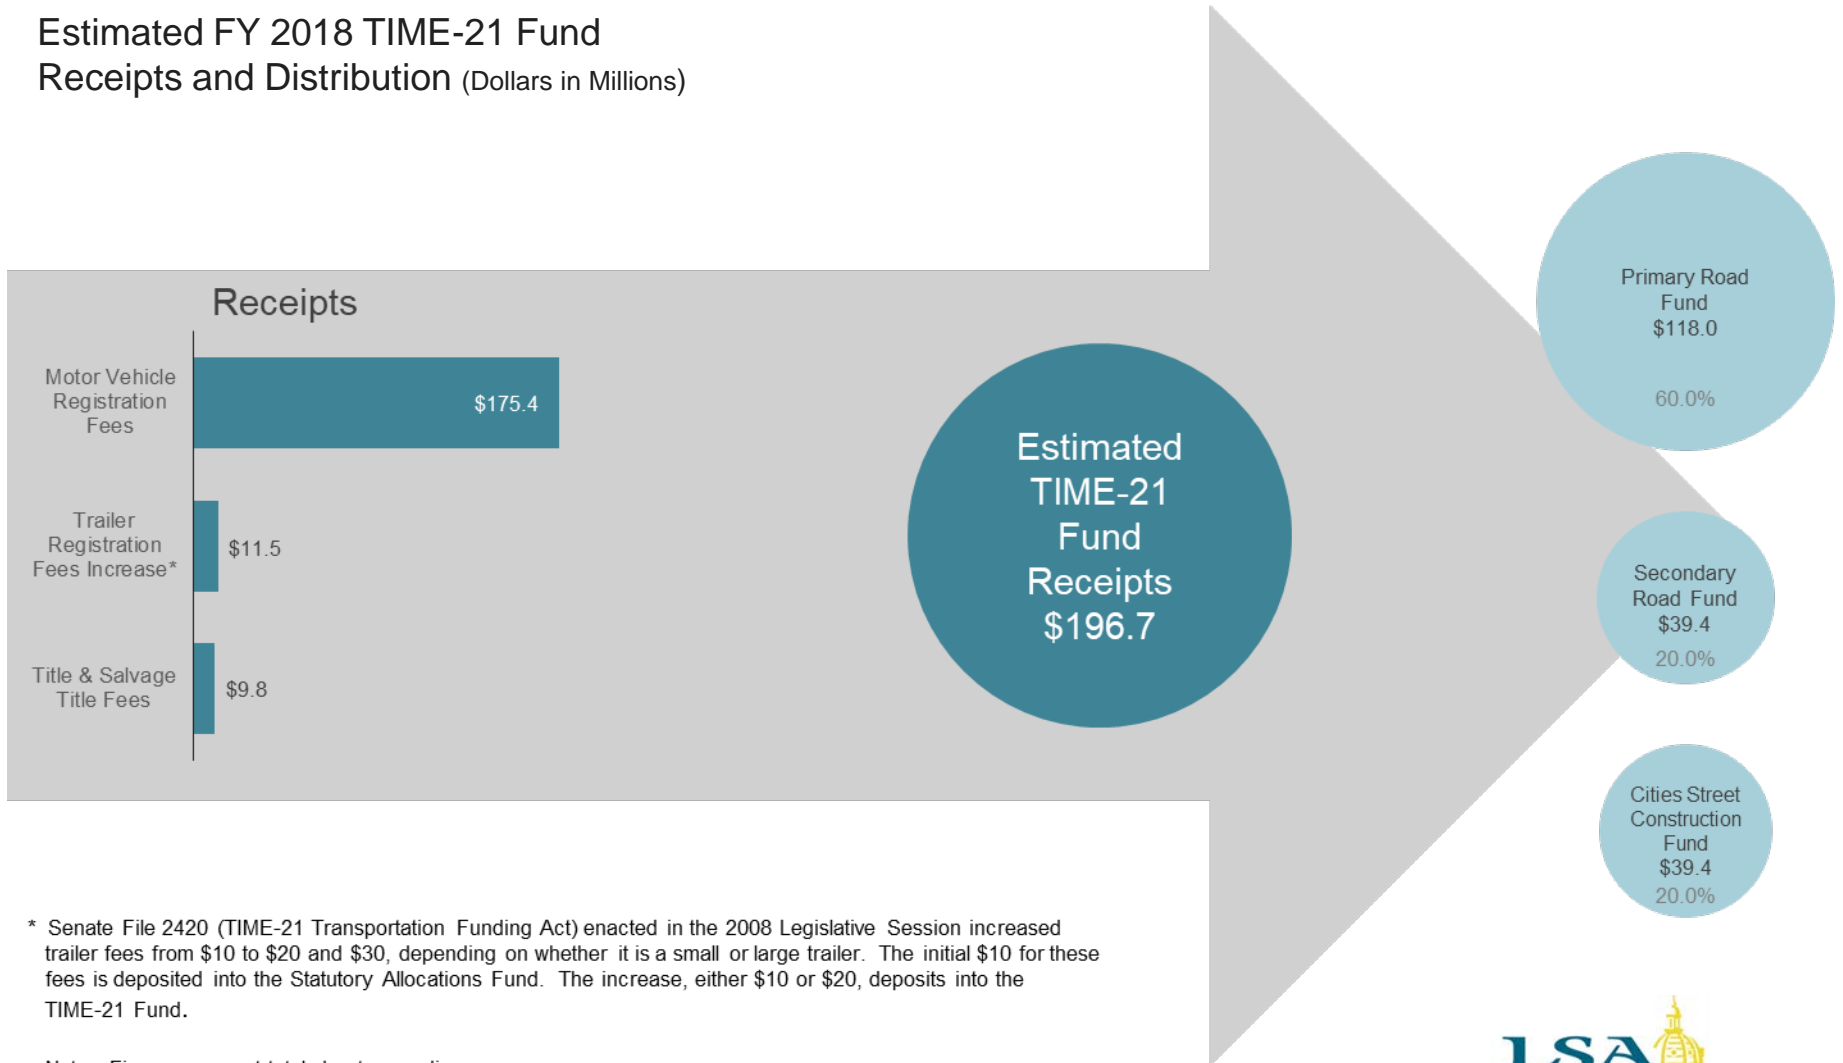 Estimated FY 2018 TIME-21 Fund
Receipts and Distribution (Dollars in Millions)
Receipts
Motor Vehicle
Registration
Fees
$175.4
Trailer
Registration
Fees Increase*
$11.5
Title & Salvage
Title Fees
$9.8
Estimated
TIME-21
Fund
Receipts
$196.7
Primary Road
Fund
$118.0
60.0%
Secondary
Road Fund
$39.4
20.0%
Cities Street
Construction
Fund
$39.4
20.0%
* Senate File 2420 (TIME-21 Transportation Funding Act) enacted in the 2008 Legislative Session increased
trailer fees from $10 to $20 and $30, depending on whether it is a small or large trailer. The initial $10 for these
fees is deposited into the Statutory Allocations Fund. The increase, either $10 or $20, deposits into the
TIME-21 Fund.
LSA